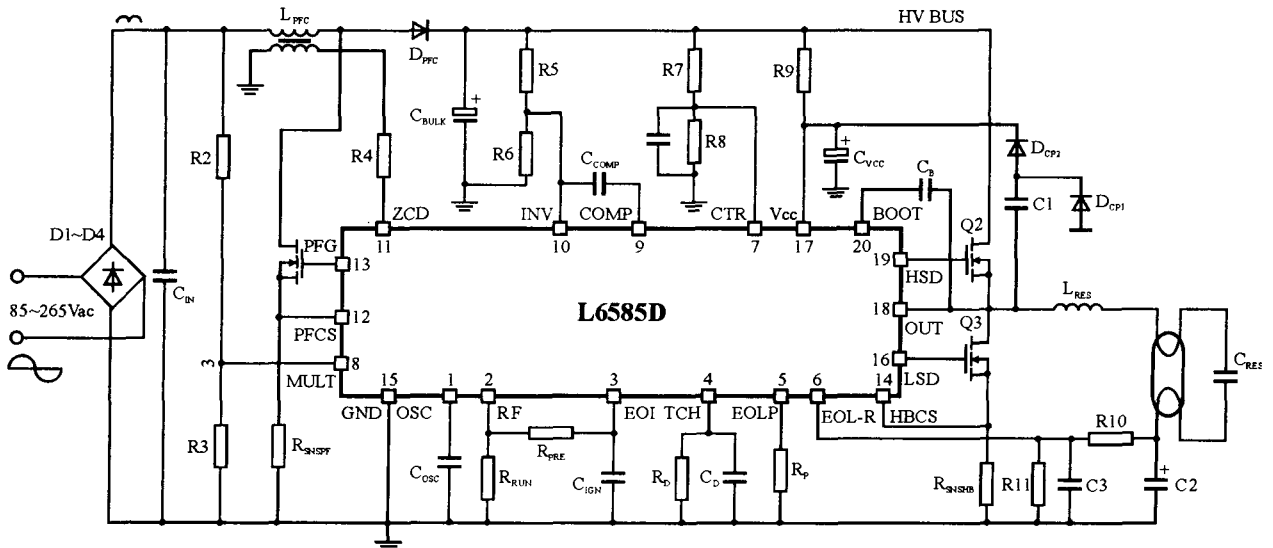 HV BUS
L_PFC
D_PFC
R5
R7
R9
C_BULK
+
R2
R4
R6
C_COMP
R8
+
C_VCC
D_CP2
C_B
C1
D_CP1
ZCD
INV
COMP
CTR
Vcc
BOOT
11
10
9
7
17
20
Q2
D1~D4
PFG
13
19
HSD
C_IN
85~265Vac
L6585D
L_RES
12
18
PFCS
OUT
Q3
3
8
16
C_RES
MULT
LSD
15
1
2
3
4
5
6
14
GND
OSC
RF
EOI
TCH
EOLP
EOL-R
HBCS
R10
R3
R_SNSPF
R_PRE
C_OSC
R_RUN
C_IGN
R_D
C_D
R_P
R_SNSHB
R11
C3
+
C2